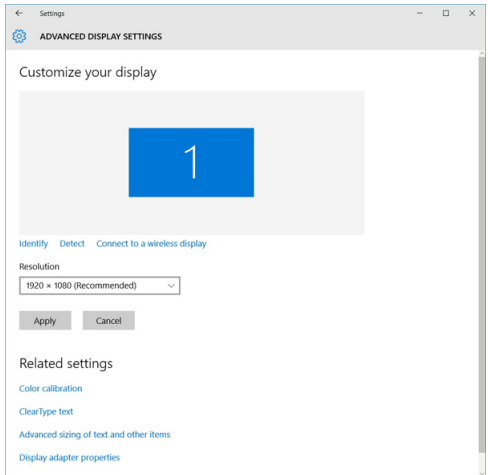 Settings
ADVANCED DISPLAY SETTINGS
Customize your display
1
Identify Detect Connect to a wireless display
Resolution
1920 × 1080 (Recommended)
Apply Cancel
Related settings
Color calibration
ClearType text
Advanced sizing of text and other items
Display adapter properties